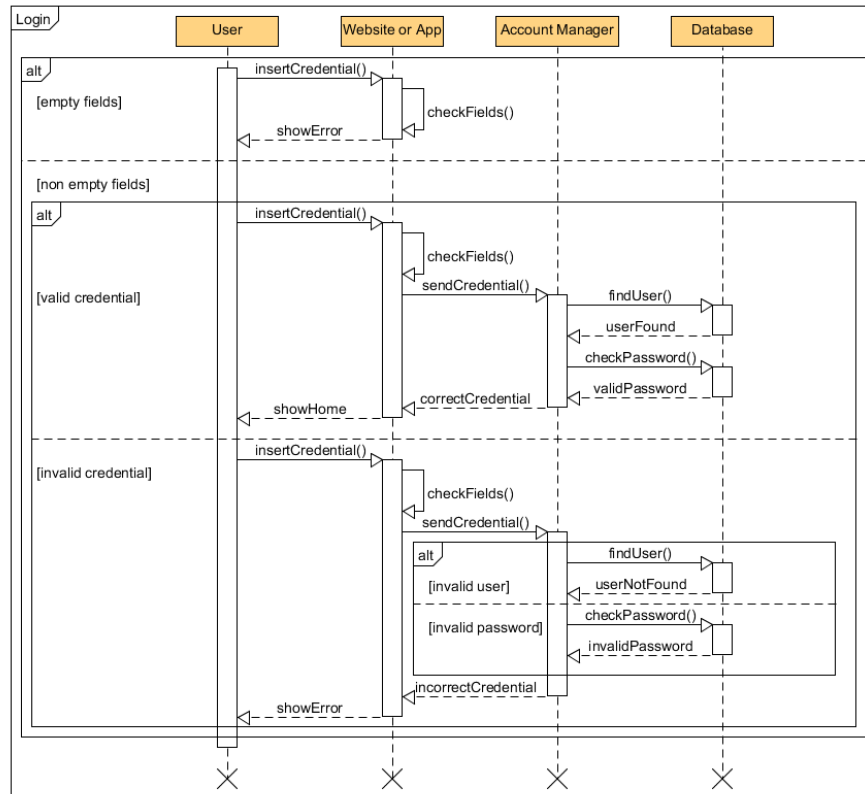 Login
User
Website or App
Account Manager
Database
alt
insertCredential()
[empty fields]
checkFields()
showError
[non empty fields]
alt
insertCredential()
checkFields()
sendCredential()
[valid credential]
findUser()
userFound
checkPassword()
validPassword
correctCredential
showHome
insertCredential()
[invalid credential]
checkFields()
sendCredential()
alt
findUser()
[invalid user]
userNotFound
checkPassword()
[invalid password]
invalidPassword
incorrectCredential
showError